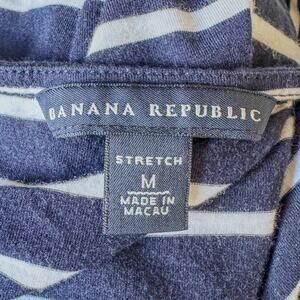 BANANA REPUBLIC
STRETCH
M
MADE IN
MACAU